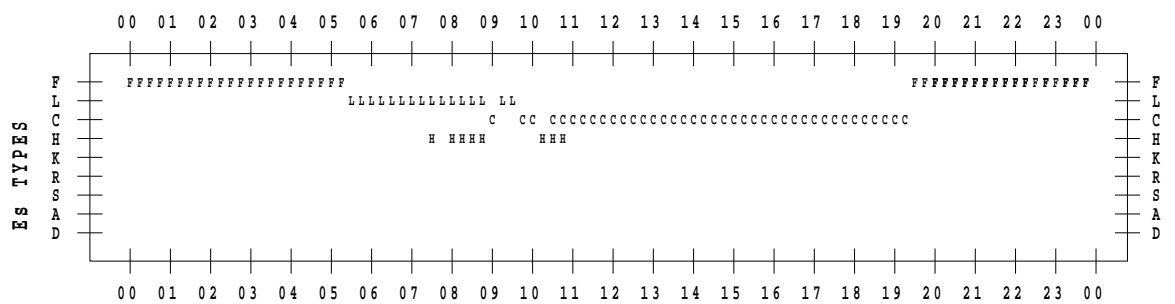 00 01 02 03 04 05 06 07 08 09 10 11 12 13 14 15 16 17 18 19 20 21 22 23 00
F FFFFFFFFFFFFFFFFFFFFFF FFFFFFFFFFFFFFFFFF F
L LLLLLLLLLLLLLL LL L
C C CC CCCCCCCCCCCCCCCCCCCCCCCCCCCCCCCCCCCC C
H H HHHH HHH H
K K
R R
S S
A A
D D
Es TYPES
00 01 02 03 04 05 06 07 08 09 10 11 12 13 14 15 16 17 18 19 20 21 22 23 00